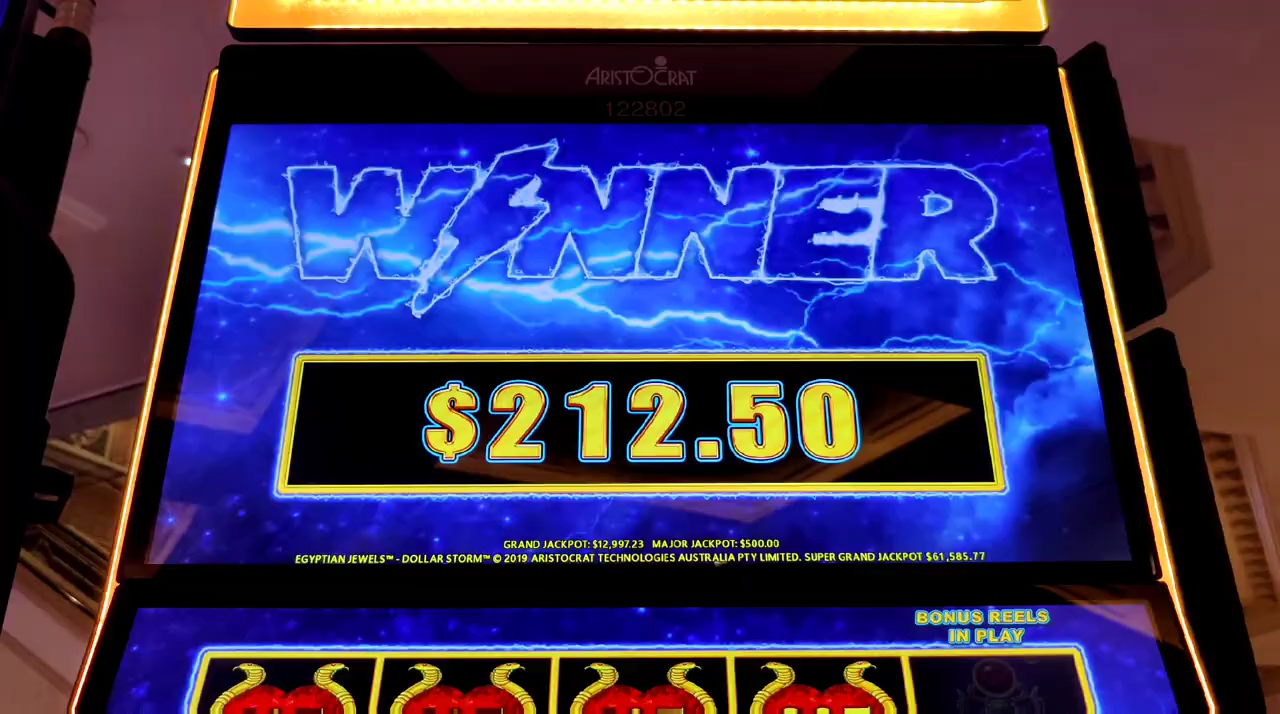 ARISTOCRAT
122802
WINNER
$212.50
GRAND JACKPOT: $12,997.23 MAJOR JACKPOT: $500.00
EGYPTIAN JEWELS™ - DOLLAR STORM™ © 2019 ARISTOCRAT TECHNOLOGIES AUSTRALIA PTY LIMITED. SUPER GRAND JACKPOT $61,585.77
BONUS REELS
IN PLAY